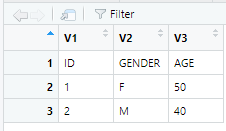 Filter
V1 V2 V3
1 ID GENDER AGE
2 1 F 50
3 2 M 40